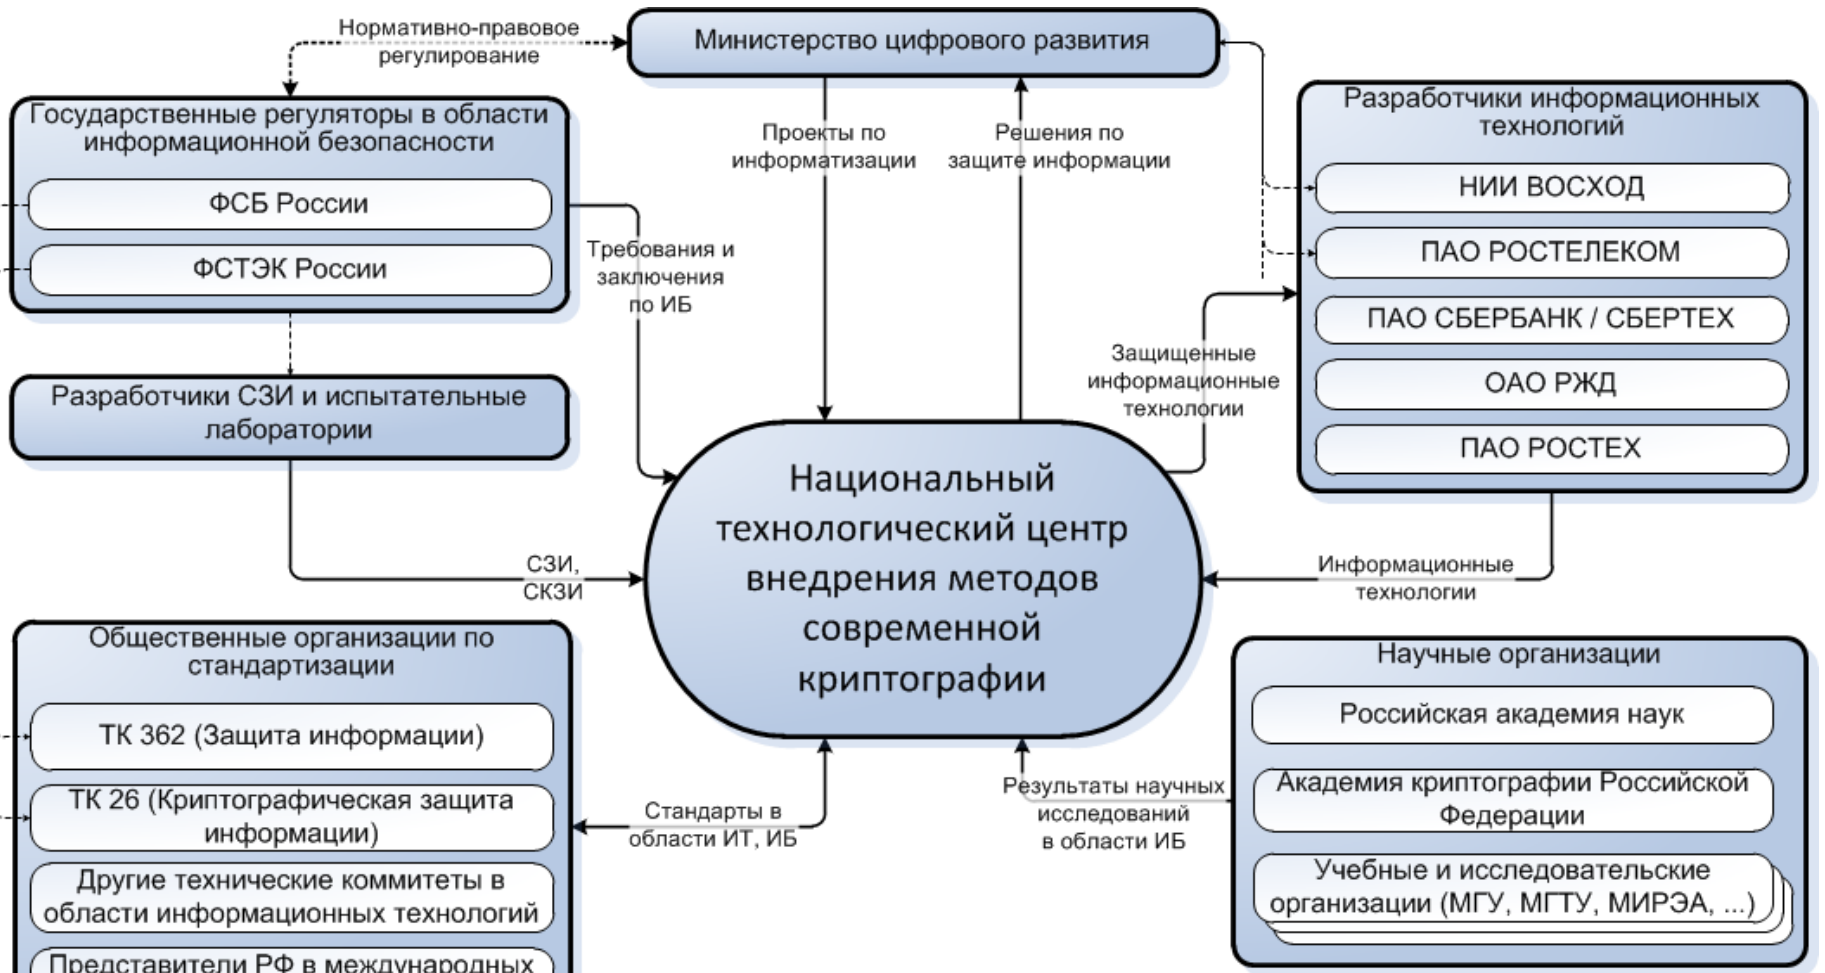 Нормативно-правовое
регулирование
Министерство цифрового развития
Государственные регуляторы в области
информационной безопасности
ФСБ России
ФСТЭК России
Проекты по
информатизации
Решения по
защите информации
Разработчики информационных
технологий
НИИ ВОСХОД
ПАО РОСТЕЛЕКОМ
ПАО СБЕРБАНК / СБЕРТЕХ
ОАО РЖД
ПАО РОСТЕХ
Требования и
заключения
по ИБ
Защищенные
информационные
технологии
Разработчики СЗИ и испытательные
лаборатории
Национальный
технологический центр
внедрения методов
современной
криптографии
СЗИ,
СКЗИ
Информационные
технологии
Общественные организации по
стандартизации
ТК 362 (Защита информации)
ТК 26 (Криптографическая защита
информации)
Другие технические коммитеты в
области информационных технологий
Представители РФ в международных
Стандарты в
области ИТ, ИБ
Результаты научных
исследований
в области ИБ
Научные организации
Российская академия наук
Академия криптографии Российской
Федерации
Учебные и исследовательские
организации (МГУ, МГТУ, МИРЭА, ...)